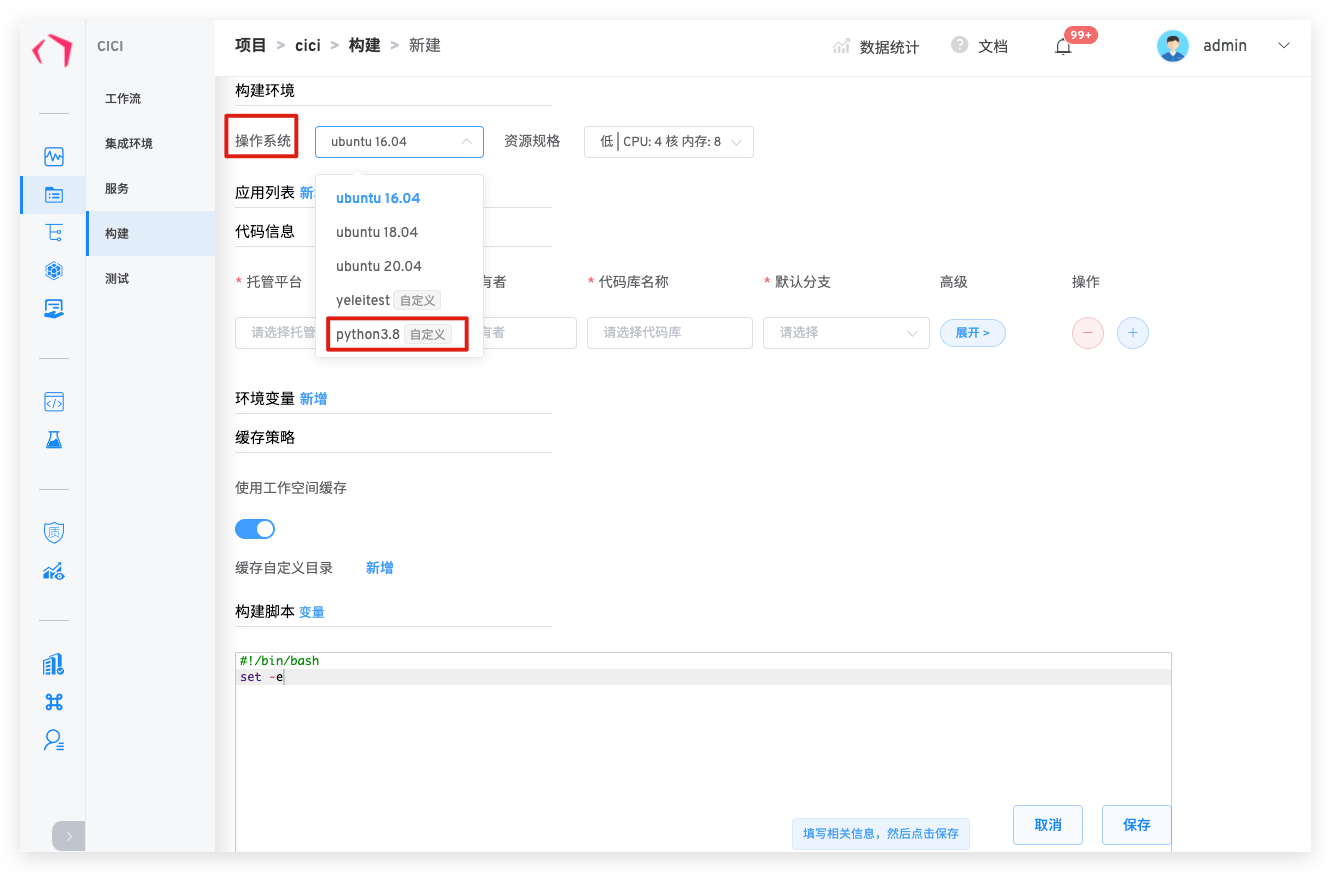 CICI
工作流
集成环境
服务
构建
测试
项目 > cici > 构建 > 新建
数据统计
文档
99+
admin
构建环境
操作系统
ubuntu 16.04
资源规格
低 | CPU: 4 核 内存: 8
ubuntu 16.04
ubuntu 18.04
ubuntu 20.04
yeleitest 自定义
python3.8 自定义
应用列表
代码信息
* 托管平台
有者
* 代码库名称
* 默认分支
高级
操作
请选择托管
有者
请选择代码库
请选择
展开 >
环境变量 新增
缓存策略
使用工作空间缓存
缓存自定义目录 新增
构建脚本 变量
#!/bin/bash
set -e
填写相关信息，然后点击保存
取消
保存
质